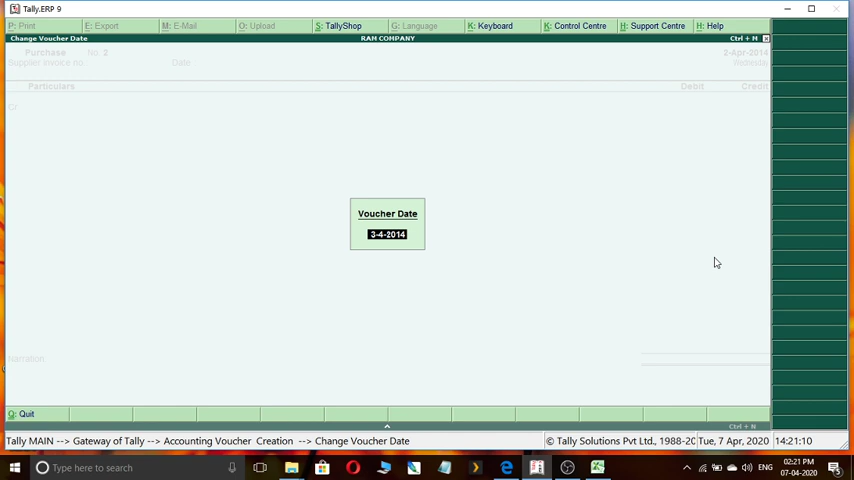 Tally.ERP 9
P: Print E: Export M: E-Mail O: Upload S: TallyShop G: Language K: Keyboard K: Control Centre H: Support Centre H: Help
Change Voucher Date RAM COMPANY Ctrl + M
Purchase No. 2 2-Apr-2014
Supplier invoice no. Date Wednesday
Particulars Debit Credit
Cr
Voucher Date
3-4-2014
Narration
Q: Quit
Ctrl + N
Tally MAIN --> Gateway of Tally --> Accounting Voucher Creation --> Change Voucher Date © Tally Solutions Pvt Ltd., 1988-20 Tue, 7 Apr, 2020 14:21:10
Type here to search ENG 02:21 PM
07-04-2020 5